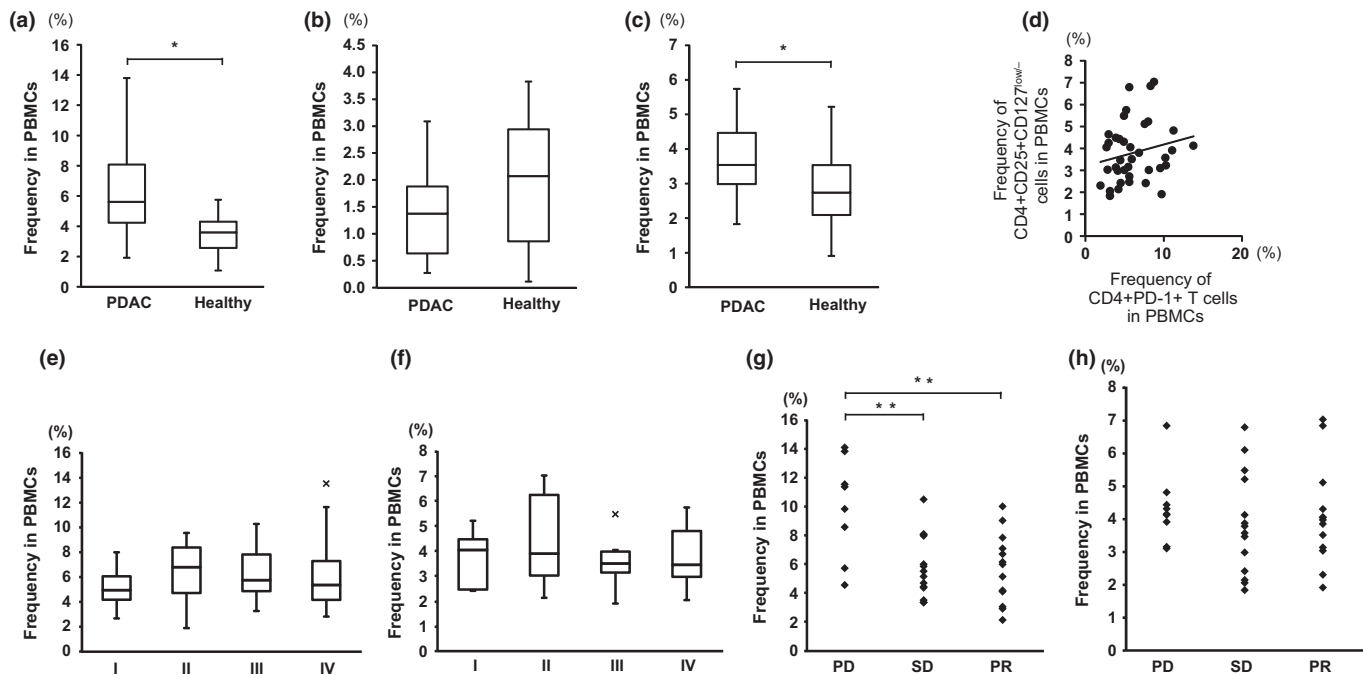 (a) (%)
Frequency in PBMCs
16
14
12
10
8
6
4
2
0
*
PDAC Healthy
(b) (%)
Frequency in PBMCs
4.5
4.0
3.5
3.0
2.5
2.0
1.5
1.0
0.5
0.0
PDAC Healthy
(c) (%)
Frequency in PBMCs
7
6
5
4
3
2
1
0
*
PDAC Healthy
(d)
(%)
Frequency of
CD4+CD25+CD127low/–
cells in PBMCs
8
7
6
5
4
3
2
1
0
0 10 20 (%)
Frequency of
CD4+PD-1+ T cells
in PBMCs
(e)
(%)
Frequency in PBMCs
16
14
12
10
8
6
4
2
0
×
I II III IV
(f)
(%)
Frequency in PBMCs
8
7
6
5
4
3
2
1
0
×
I II III IV
(g)
(%)
Frequency in PBMCs
16
14
12
10
8
6
4
2
0
* *
* *
PD SD PR
(h)
(%)
Frequency in PBMCs
8
7
6
5
4
3
2
1
0
PD SD PR